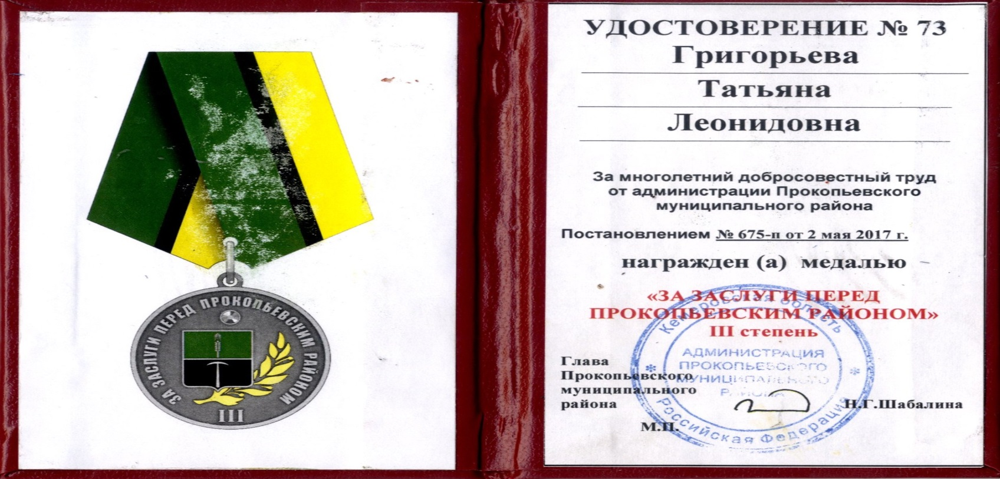 ЗА ЗАСЛУГИ ПЕРЕД ПРОКОПЬЕВСКИМ РАЙОНОМ
III
УДОСТОВЕРЕНИЕ № 73
Григорьева
Татьяна
Леонидовна
За многолетний добросовестный труд
от администрации Прокопьевского
муниципального района
Постановлением № 675-п от 2 мая 2017 г.
награжден (а) медалью
«ЗА ЗАСЛУГИ ПЕРЕД
ПРОКОПЬЕВСКИМ РАЙОНОМ»
III степень
Глава
Прокопьевского
муниципального
района
Н.Г.Шабалина
М.П.
Кемеровская область
АДМИНИСТРАЦИЯ
ПРОКОПЬЕВСКОГО
МУНИЦИПАЛЬНОГО
РАЙОНА
Российская Федерация